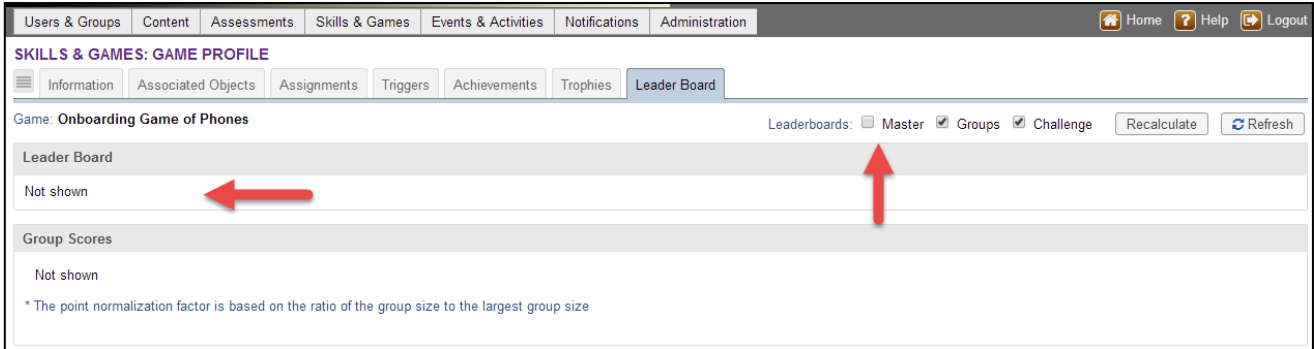 Users & Groups Content Assessments Skills & Games Events & Activities Notifications Administration Home ? Help Logout
SKILLS & GAMES: GAME PROFILE
Information Associated Objects Assignments Triggers Achievements Trophies Leader Board
Game: Onboarding Game of Phones Leaderboards: Master Groups Challenge Recalculate Refresh
Leader Board
Not shown
Group Scores
Not shown
* The point normalization factor is based on the ratio of the group size to the largest group size